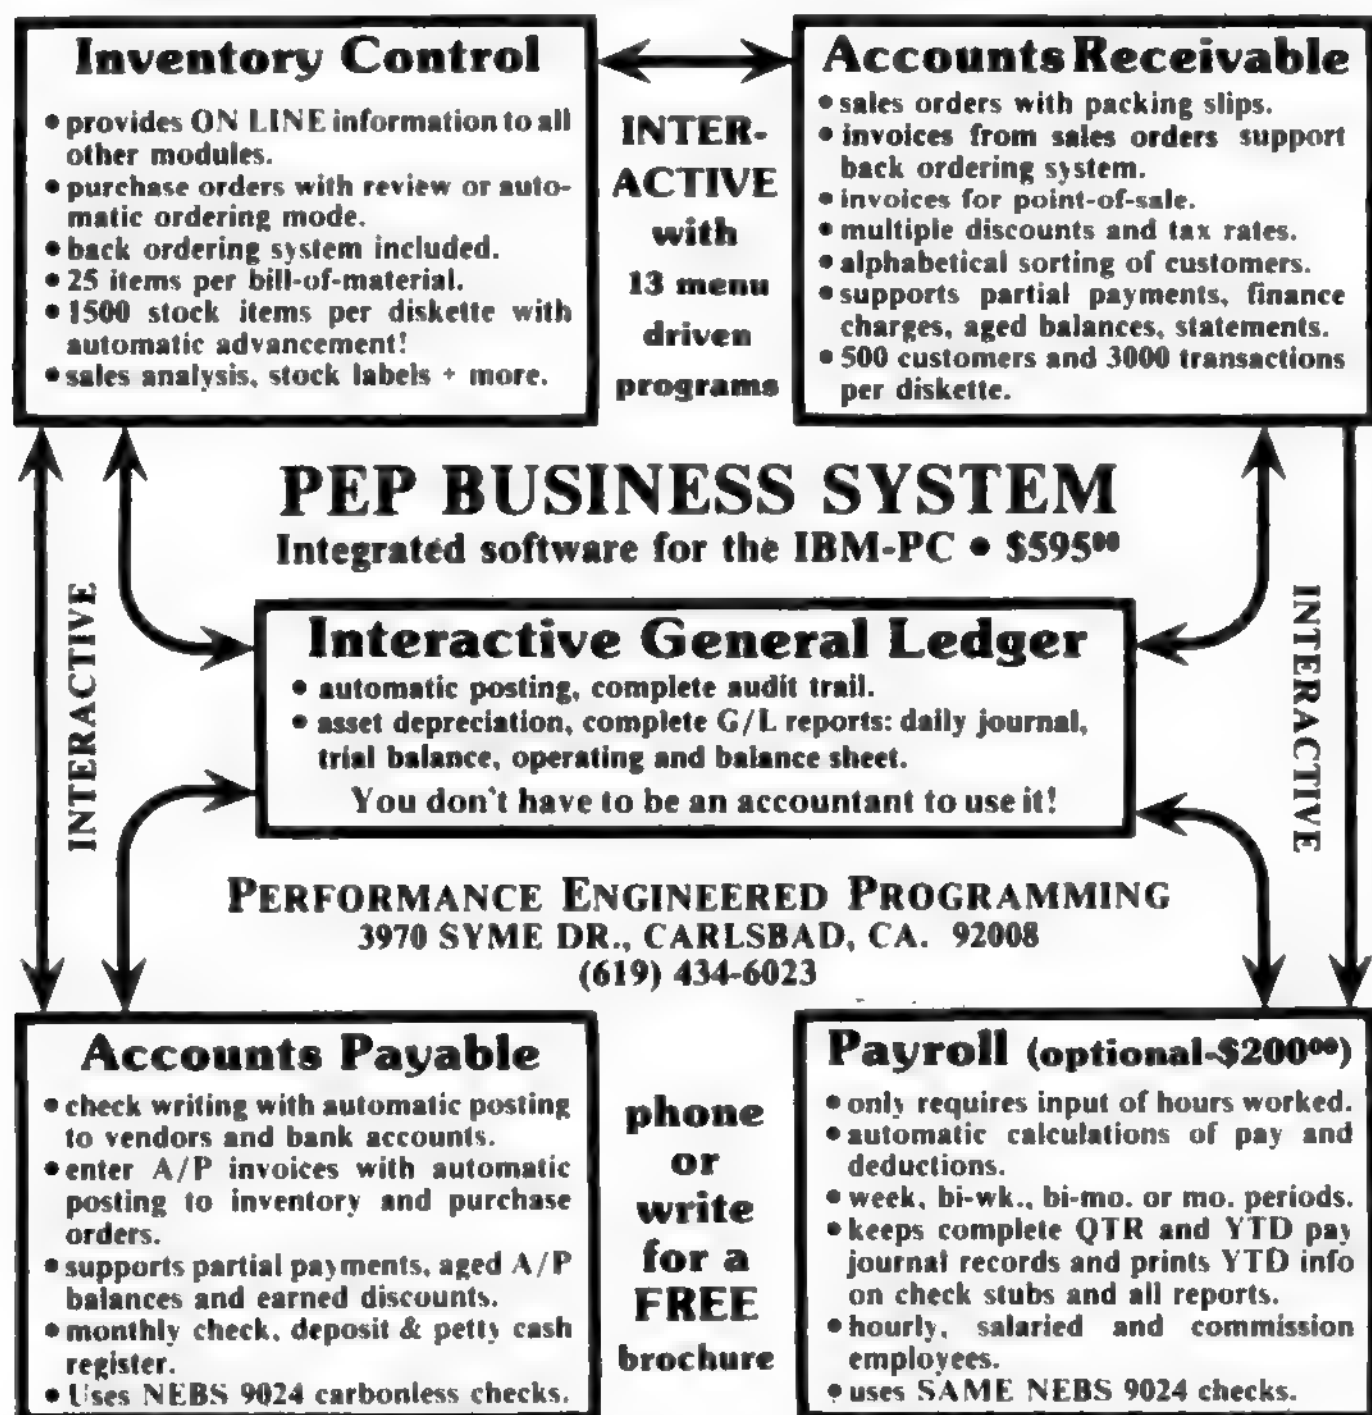 Inventory Control
• provides ON LINE information to all
other modules.
• purchase orders with review or auto-
matic ordering mode.
• back ordering system included.
• 25 items per bill-of-material.
• 1500 stock items per diskette with
automatic advancement!
• sales analysis, stock labels + more.
INTER-
ACTIVE
with
13 menu
driven
programs
Accounts Receivable
• sales orders with packing slips.
• invoices from sales orders support
back ordering system.
• invoices for point-of-sale.
• multiple discounts and tax rates.
• alphabetical sorting of customers.
• supports partial payments, finance
charges, aged balances, statements.
• 500 customers and 3000 transactions
per diskette.
PEP BUSINESS SYSTEM
Integrated software for the IBM-PC • $595⁰⁰
INTERACTIVE
INTERACTIVE
Interactive General Ledger
• automatic posting, complete audit trail.
• asset depreciation, complete G/L reports: daily journal,
trial balance, operating and balance sheet.
You don't have to be an accountant to use it!
PERFORMANCE ENGINEERED PROGRAMMING
3970 SYME DR., CARLSBAD, CA. 92008
(619) 434-6023
Accounts Payable
• check writing with automatic posting
to vendors and bank accounts.
• enter A/P invoices with automatic
posting to inventory and purchase
orders.
• supports partial payments, aged A/P
balances and earned discounts.
• monthly check, deposit & petty cash
register.
• Uses NEBS 9024 carbonless checks.
phone
or
write
for a
FREE
brochure
Payroll (optional-$200⁰⁰)
• only requires input of hours worked.
• automatic calculations of pay and
deductions.
• week, bi-wk., bi-mo. or mo. periods.
• keeps complete QTR and YTD pay
journal records and prints YTD info
on check stubs and all reports.
• hourly, salaried and commission
employees.
• uses SAME NEBS 9024 checks.